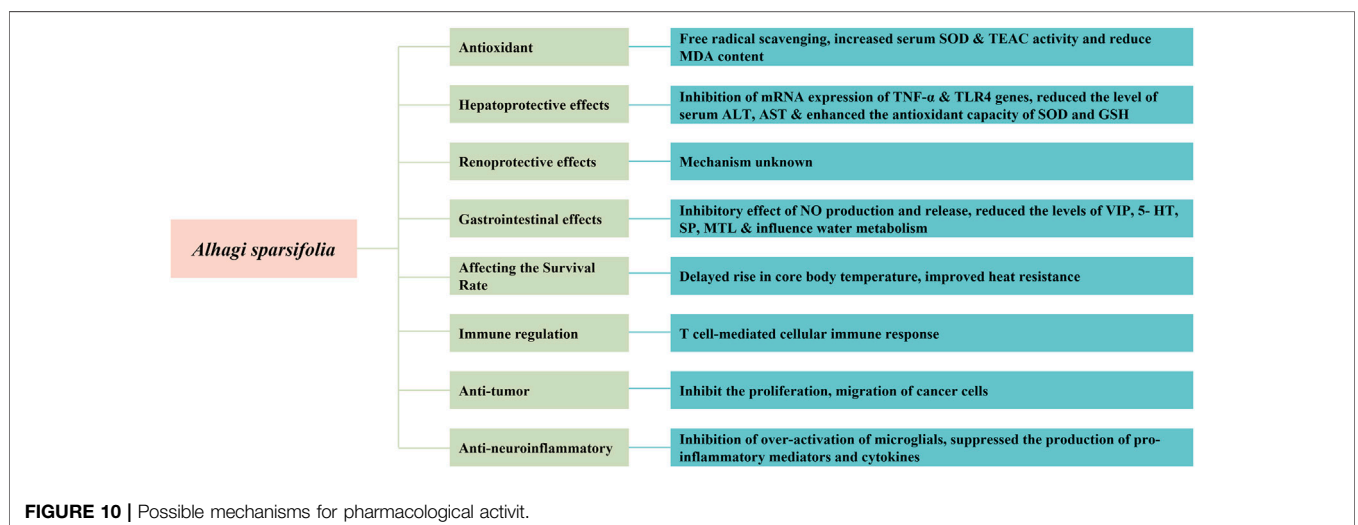 Antioxidant
Free radical scavenging, increased serum SOD & TEAC activity and reduce
MDA content
Hepatoprotective effects
Inhibition of mRNA expression of TNF-α & TLR4 genes, reduced the level of
serum ALT, AST & enhanced the antioxidant capacity of SOD and GSH
Renoprotective effects
Mechanism unknown
Alhagi sparsifolia
Gastrointestinal effects
Inhibitory effect of NO production and release, reduced the levels of VIP, 5- HT,
SP, MTL & influence water metabolism
Affecting the Survival
Rate
Delayed rise in core body temperature, improved heat resistance
Immune regulation
T cell-mediated cellular immune response
Anti-tumor
Inhibit the proliferation, migration of cancer cells
Anti-neuroinflammatory
Inhibition of over-activation of microglials, suppressed the production of pro-
inflammatory mediators and cytokines
FIGURE 10 | Possible mechanisms for pharmacological activit.